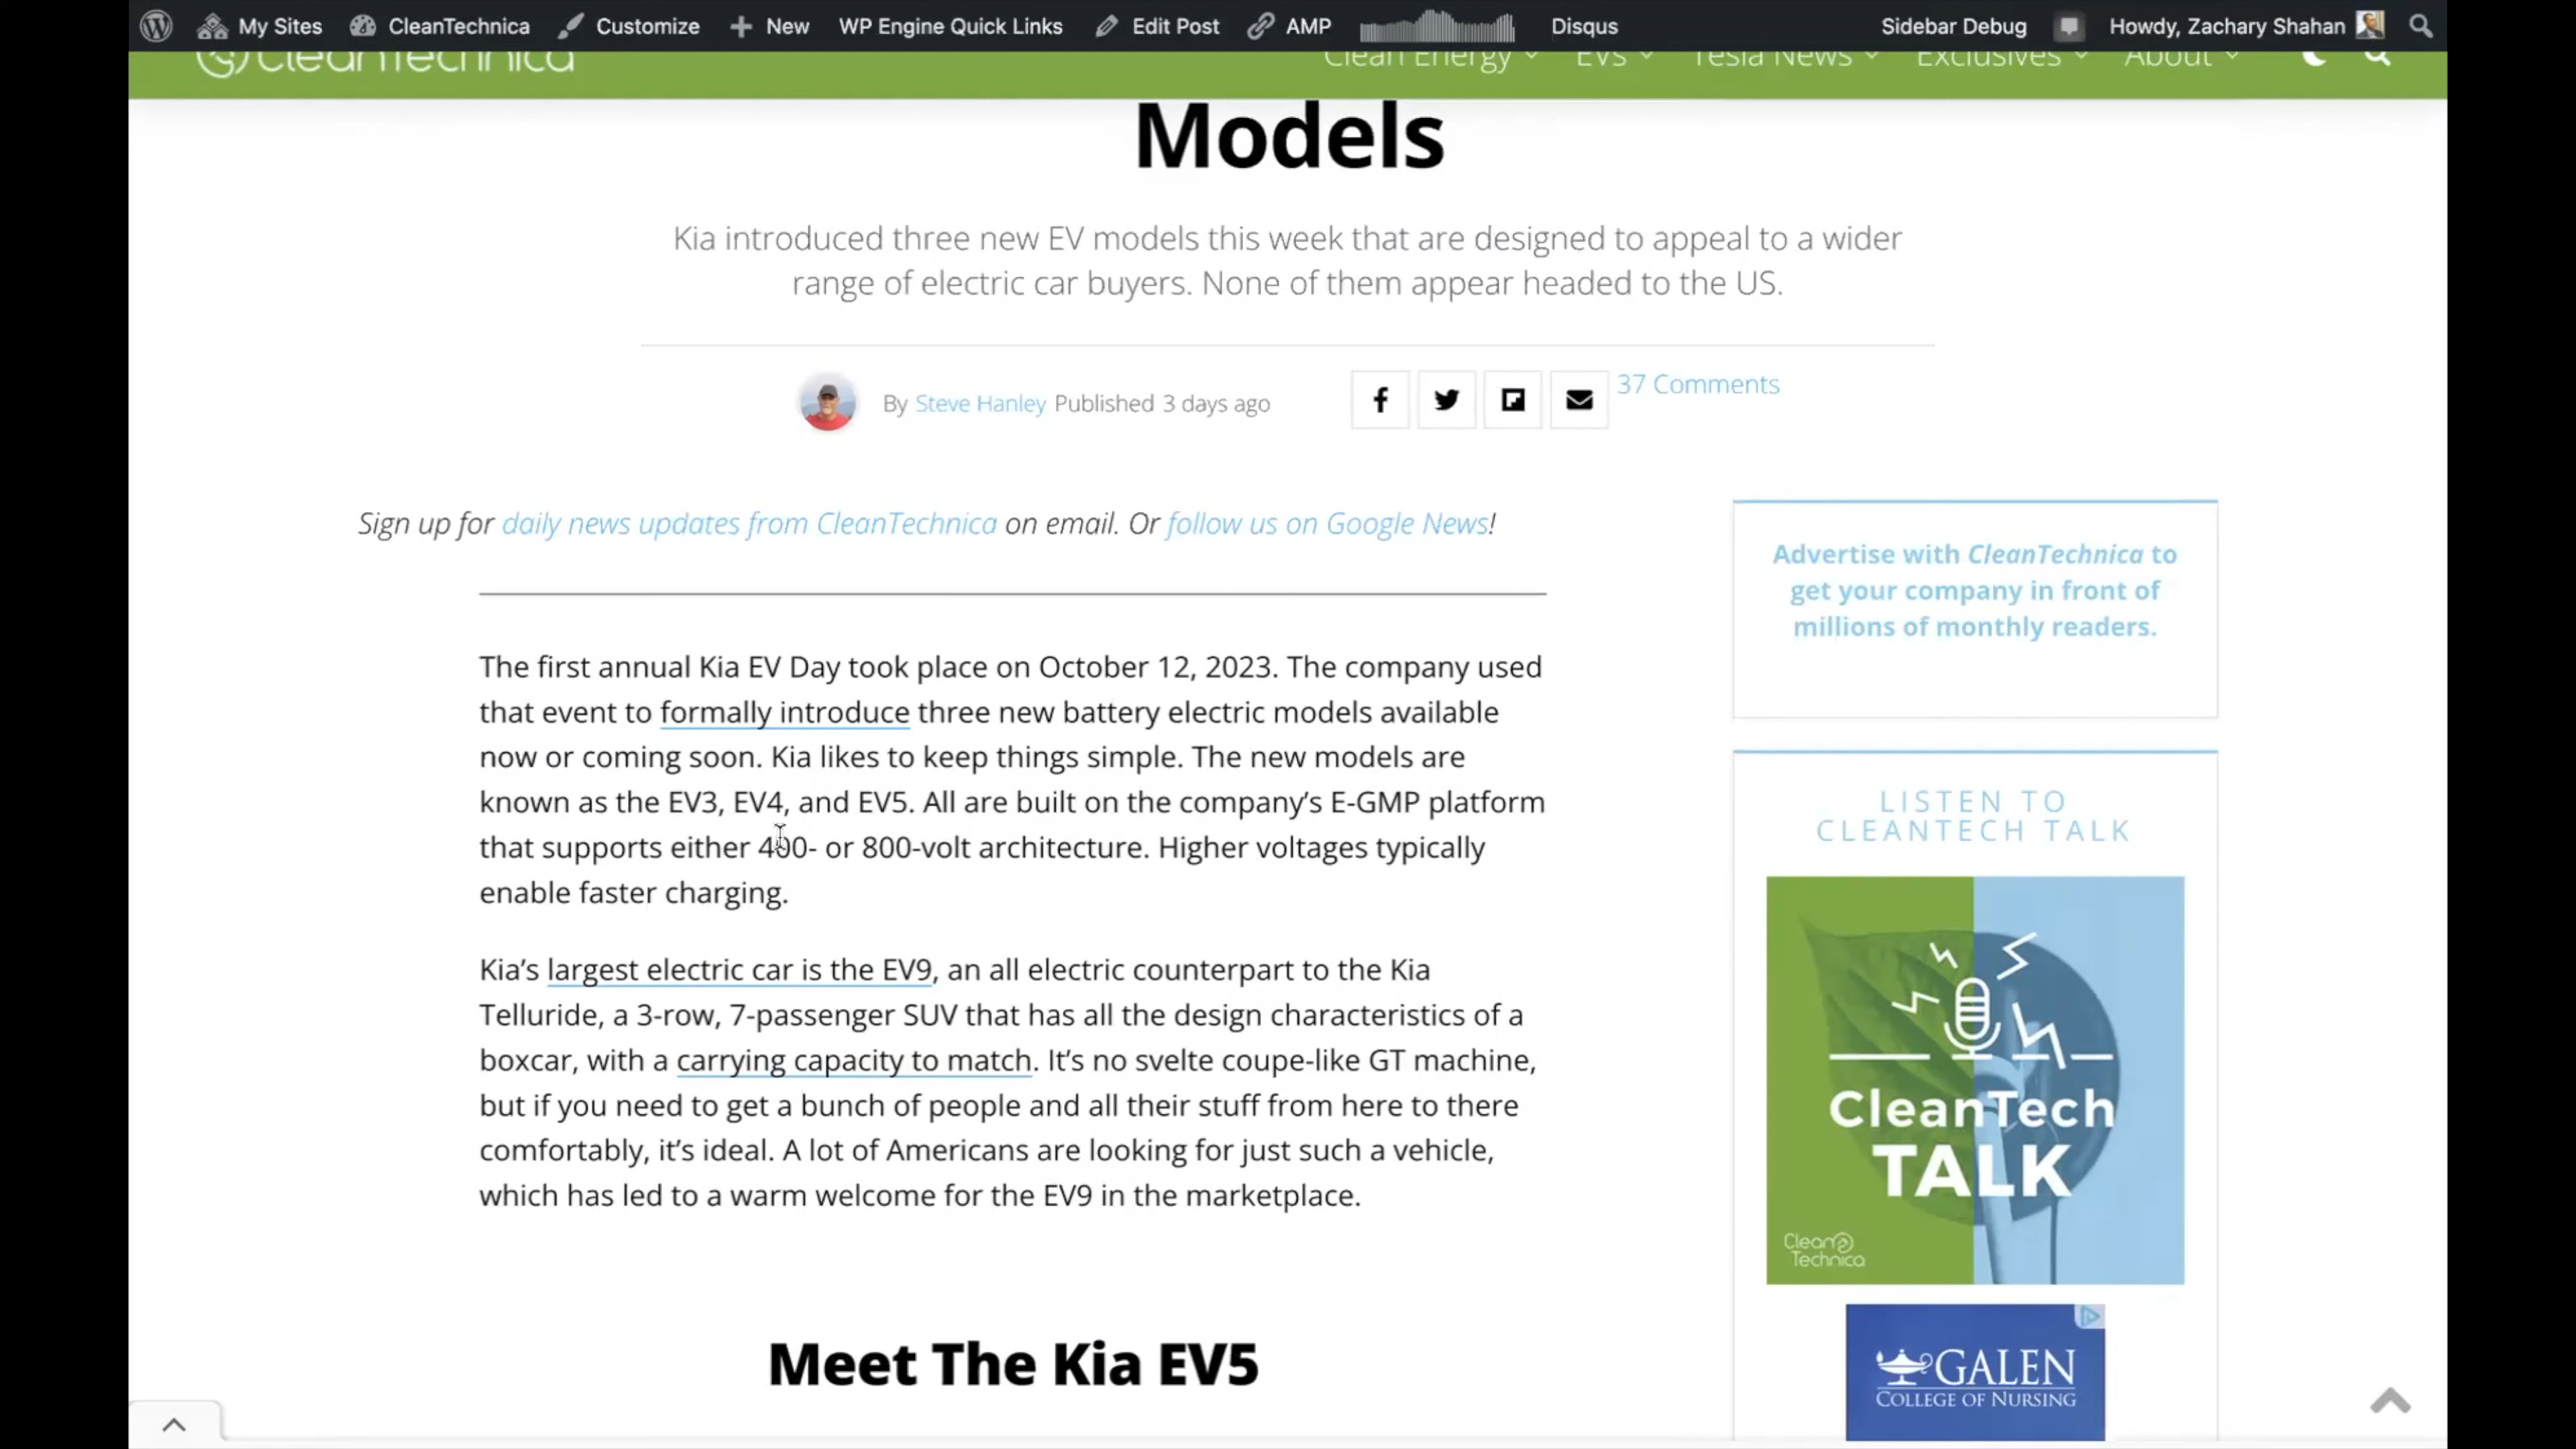 My Sites CleanTechnica Customize New WP Engine Quick Links Edit Post AMP Disqus Sidebar Debug Howdy, Zachary Shahan
CleanTechnica Clean Energy EVs Tesla News Exclusives About
Models
Kia introduced three new EV models this week that are designed to appeal to a wider
range of electric car buyers. None of them appear headed to the US.
By Steve Hanley Published 3 days ago
37 Comments
Sign up for daily news updates from CleanTechnica on email. Or follow us on Google News!
The first annual Kia EV Day took place on October 12, 2023. The company used
that event to formally introduce three new battery electric models available
now or coming soon. Kia likes to keep things simple. The new models are
known as the EV3, EV4, and EV5. All are built on the company’s E-GMP platform
that supports either 400- or 800-volt architecture. Higher voltages typically
enable faster charging.
Kia’s largest electric car is the EV9, an all electric counterpart to the Kia
Telluride, a 3-row, 7-passenger SUV that has all the design characteristics of a
boxcar, with a carrying capacity to match. It’s no svelte coupe-like GT machine,
but if you need to get a bunch of people and all their stuff from here to there
comfortably, it’s ideal. A lot of Americans are looking for just such a vehicle,
which has led to a warm welcome for the EV9 in the marketplace.
Meet The Kia EV5
Advertise with CleanTechnica to
get your company in front of
millions of monthly readers.
LISTEN TO
CLEANTECH TALK
CleanTech
TALK
Clean
Technica
GALEN
COLLEGE OF NURSING